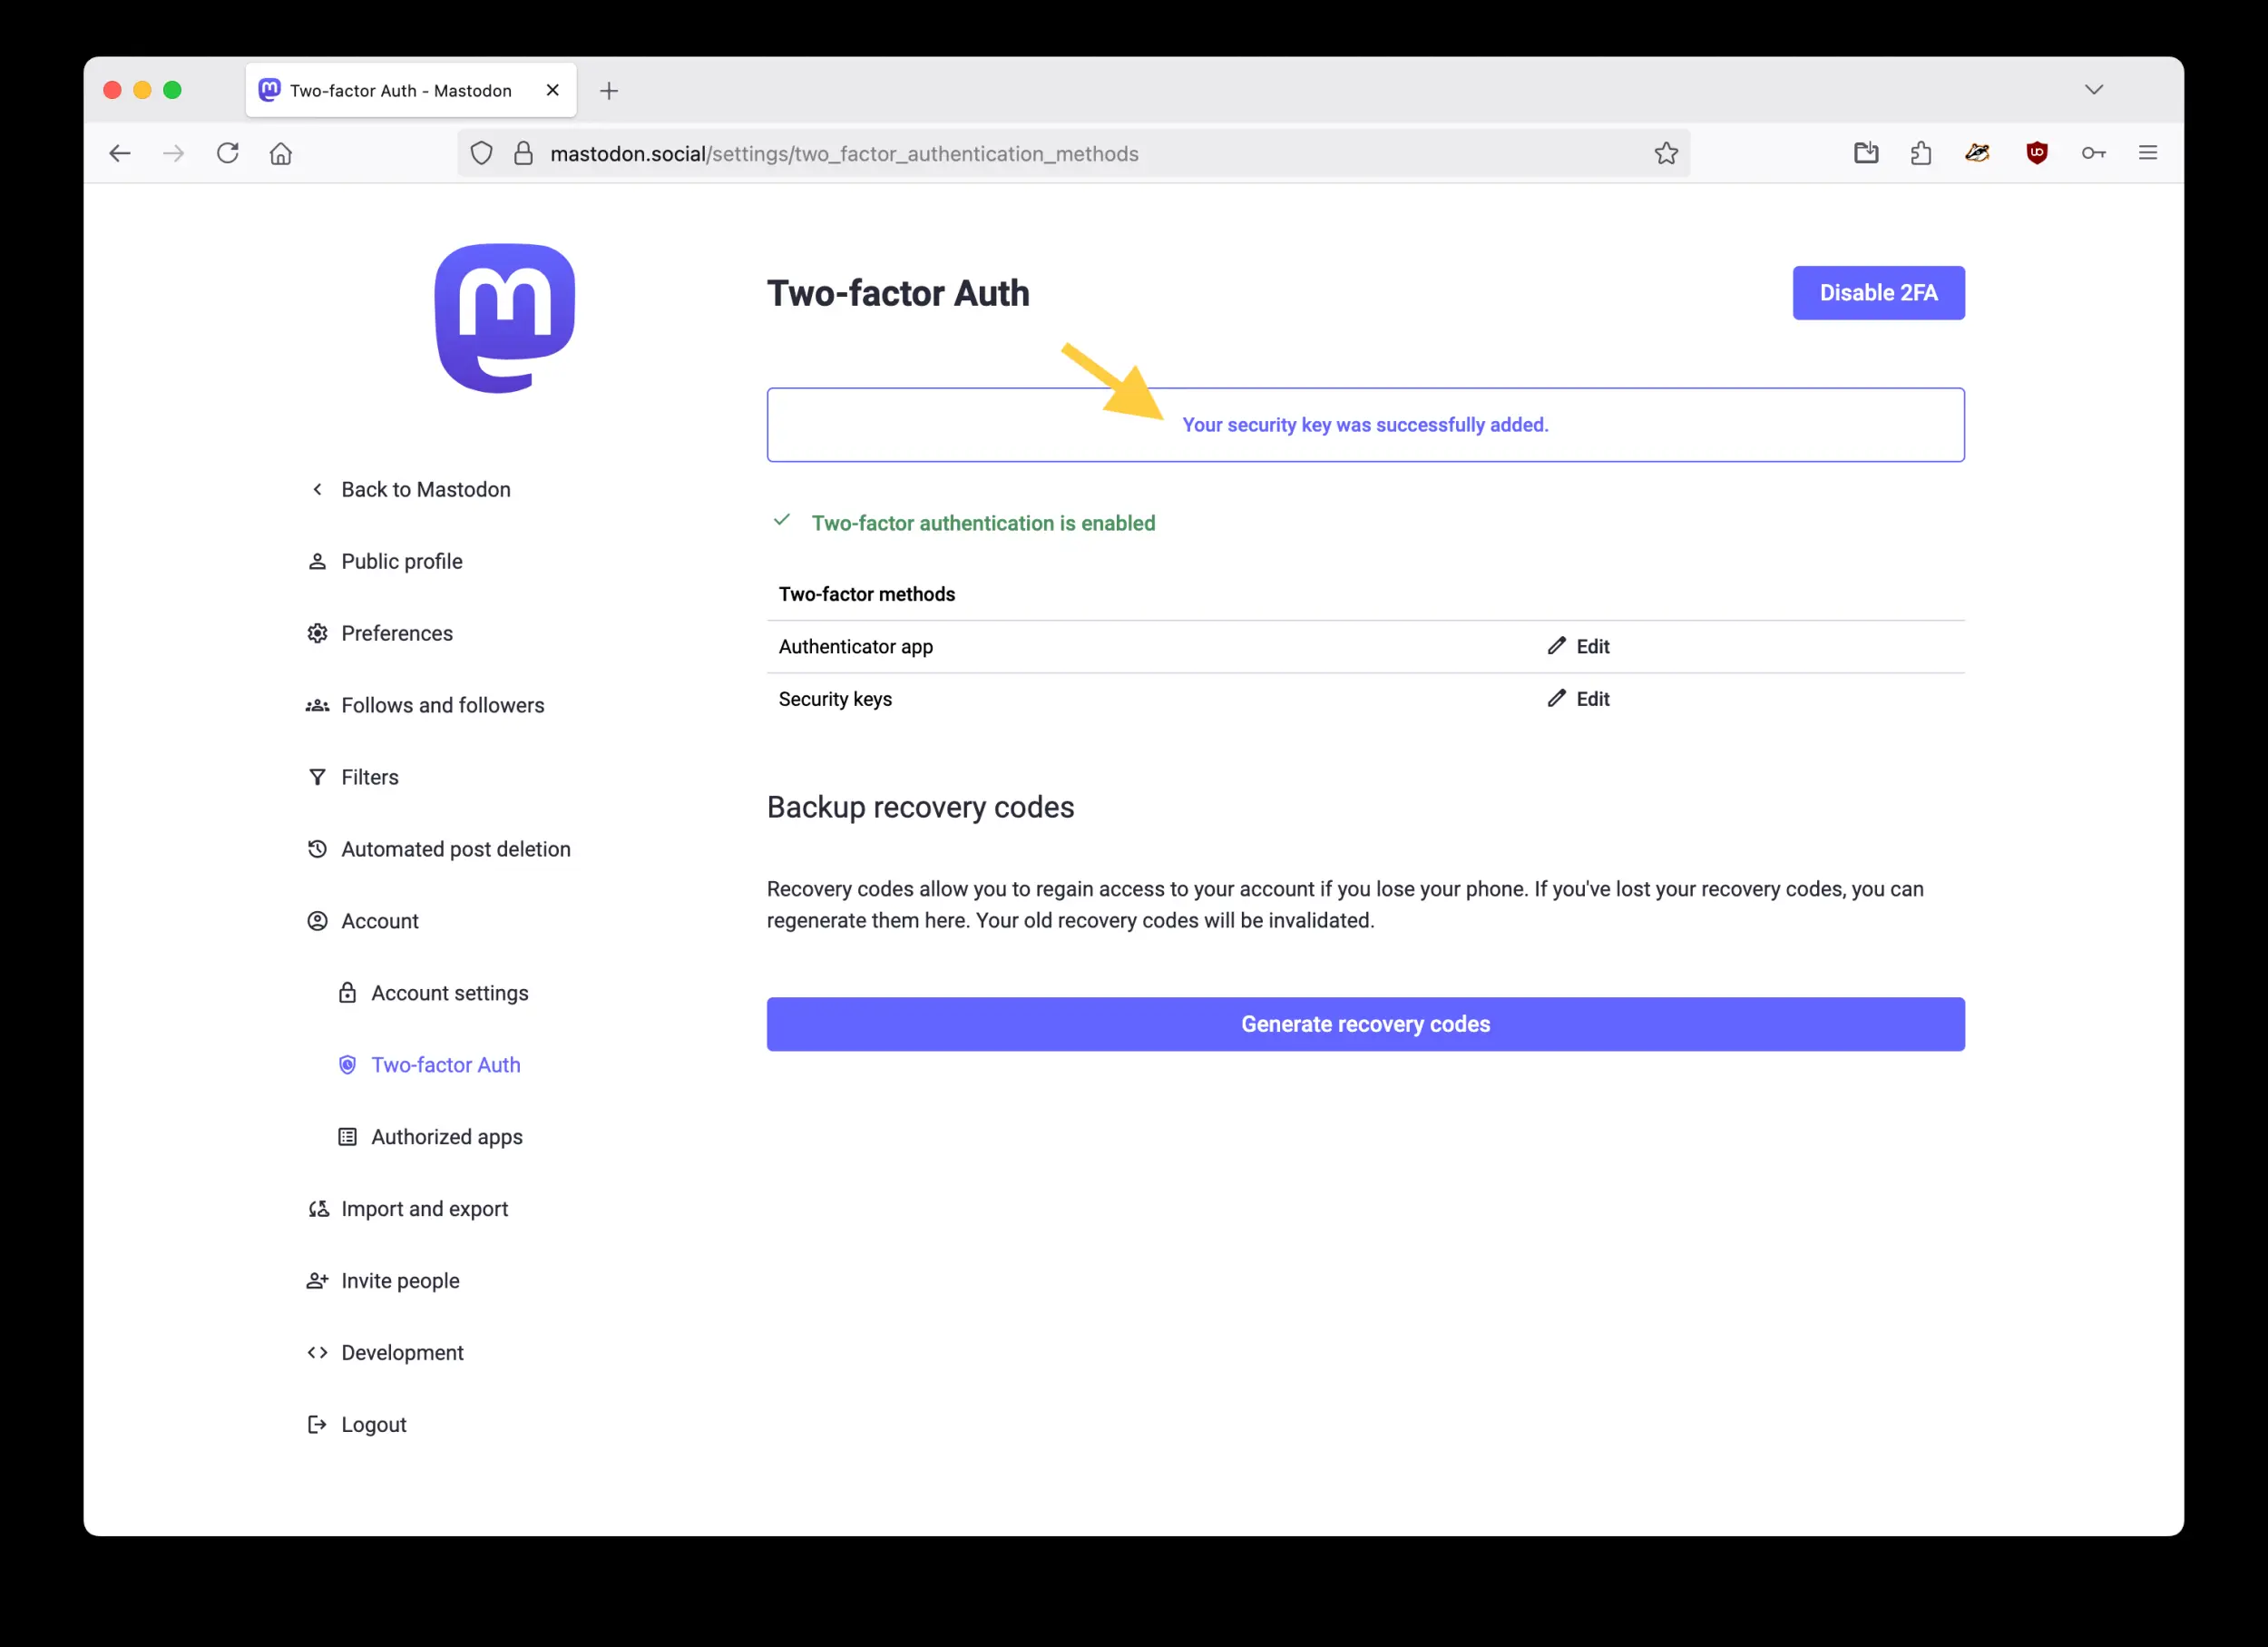 Two-factor Auth - Mastodon
mastodon.social/settings/two_factor_authentication_methods
Two-factor Auth
Disable 2FA
Your security key was successfully added.
Back to Mastodon
Public profile
Preferences
Follows and followers
Filters
Automated post deletion
Account
Account settings
Two-factor Auth
Authorized apps
Import and export
Invite people
Development
Logout
Two-factor authentication is enabled
Two-factor methods
Authenticator app
Edit
Security keys
Edit
Backup recovery codes
Recovery codes allow you to regain access to your account if you lose your phone. If you've lost your recovery codes, you can
regenerate them here. Your old recovery codes will be invalidated.
Generate recovery codes